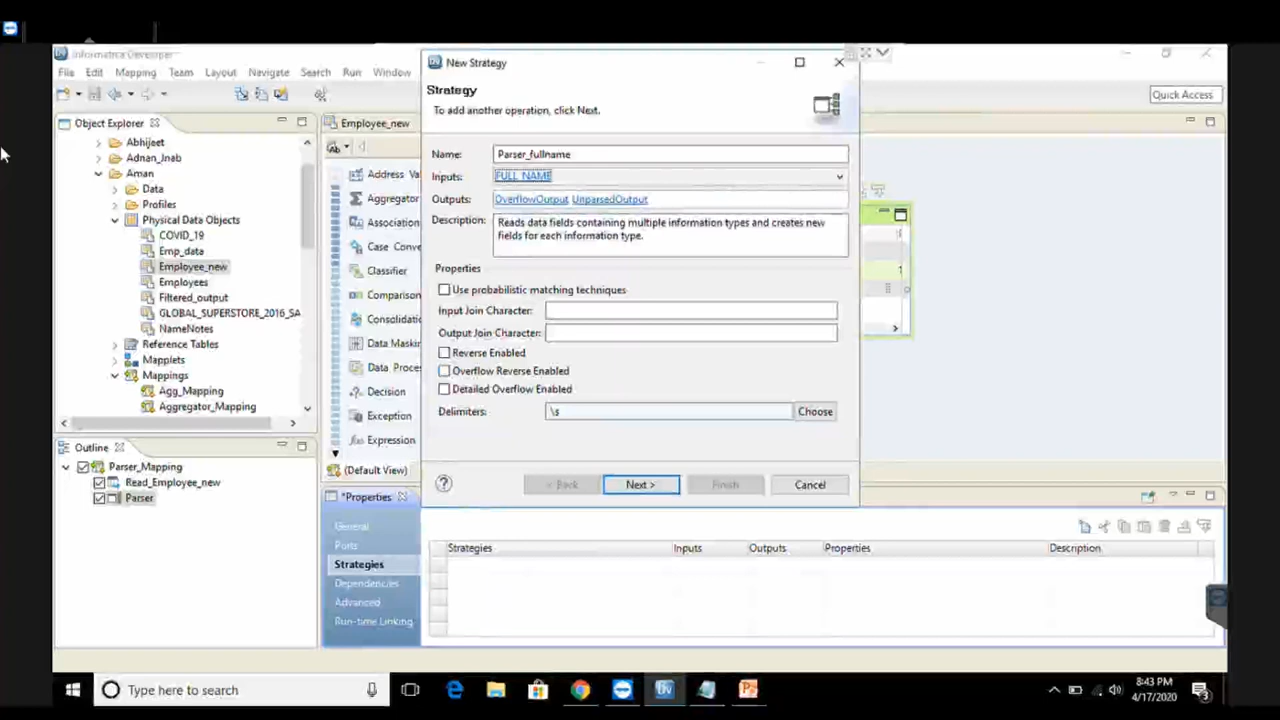 Informatica Developer
File Edit Mapping Team Layout Navigate Search Run Window
Quick Access
Object Explorer
Abhijeet
Adnan_Jnab
Aman
Data
Profiles
Physical Data Objects
COVID_19
Emp_data
Employee_new
Employees
Filtered_output
GLOBAL_SUPERSTORE_2016_SA
NameNotes
Reference Tables
Mapplets
Mappings
Agg_Mapping
Aggregator_Mapping
Outline
Parser_Mapping
Read_Employee_new
Parser
Employee_new
Address Va
Aggregator
Association
Case Conve
Classifier
Comparison
Consolidatio
Data Maskin
Data Proces
Decision
Exception
Expression
(Default View)
New Strategy
Strategy
To add another operation, click Next.
Name: Parser_fullname
Inputs: FULL_NAME
Outputs: OverflowOutput UnparsedOutput
Description: Reads data fields containing multiple information types and creates new
fields for each information type.
Properties
Use probabilistic matching techniques
Input Join Character:
Output Join Character:
Reverse Enabled
Overflow Reverse Enabled
Detailed Overflow Enabled
Delimiters: \s Choose
< Back Next > Finish Cancel
*Properties
General
Ports
Strategies
Dependencies
Advanced
Run-time Linking
Strategies Inputs Outputs Properties Description
Type here to search
8:43 PM
4/17/2020
3